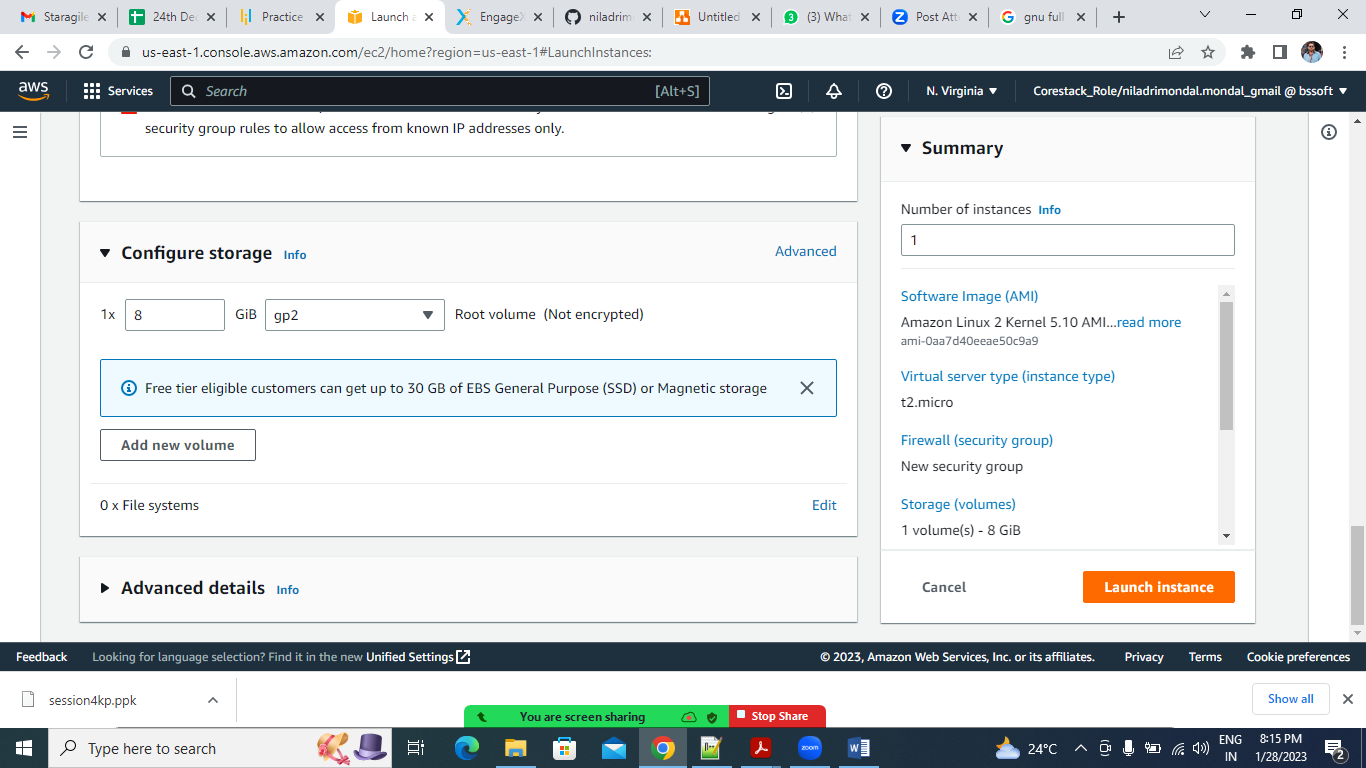 Staragile
24th De
Practice
Launch a
EngageX
niladrim
Untitled
(3) What
Post Att
gnu full
us-east-1.console.aws.amazon.com/ec2/home?region=us-east-1#LaunchInstances:
aws
Services
Search
[Alt+S]
N. Virginia
Corestack_Role/niladrimondal.mondal_gmail @ bssoft
security group rules to allow access from known IP addresses only.
Configure storage Info
Advanced
1x 8 GiB gp2 Root volume (Not encrypted)
Free tier eligible customers can get up to 30 GB of EBS General Purpose (SSD) or Magnetic storage
Add new volume
0 x File systems
Edit
Advanced details Info
Summary
Number of instances Info
1
Software Image (AMI)
Amazon Linux 2 Kernel 5.10 AMI...read more
ami-0aa7d40eeae50c9a9
Virtual server type (instance type)
t2.micro
Firewall (security group)
New security group
Storage (volumes)
1 volume(s) - 8 GiB
Cancel
Launch instance
Feedback
Looking for language selection? Find it in the new Unified Settings
© 2023, Amazon Web Services, Inc. or its affiliates.
Privacy
Terms
Cookie preferences
session4kp.ppk
Show all
You are screen sharing
Stop Share
Type here to search
zoom
24°C
ENG
IN
8:15 PM
1/28/2023
2